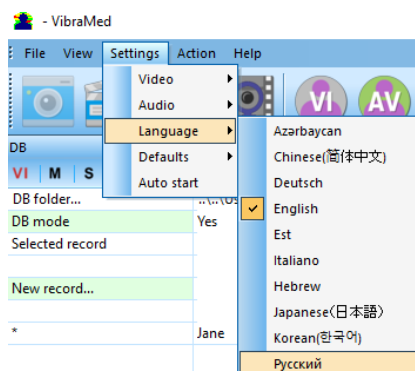 - VibraMed
File View Settings Action Help
Video
Audio
Language
Defaults
Auto start
VI AV
DB
VI M S
DB folder...
DB mode Yes
Selected record
New record...
* Jane
Azərbaycan
Chinese(简体中文)
Deutsch
English
Est
Italiano
Hebrew
Japanese(日本語)
Korean(한국어)
Русский